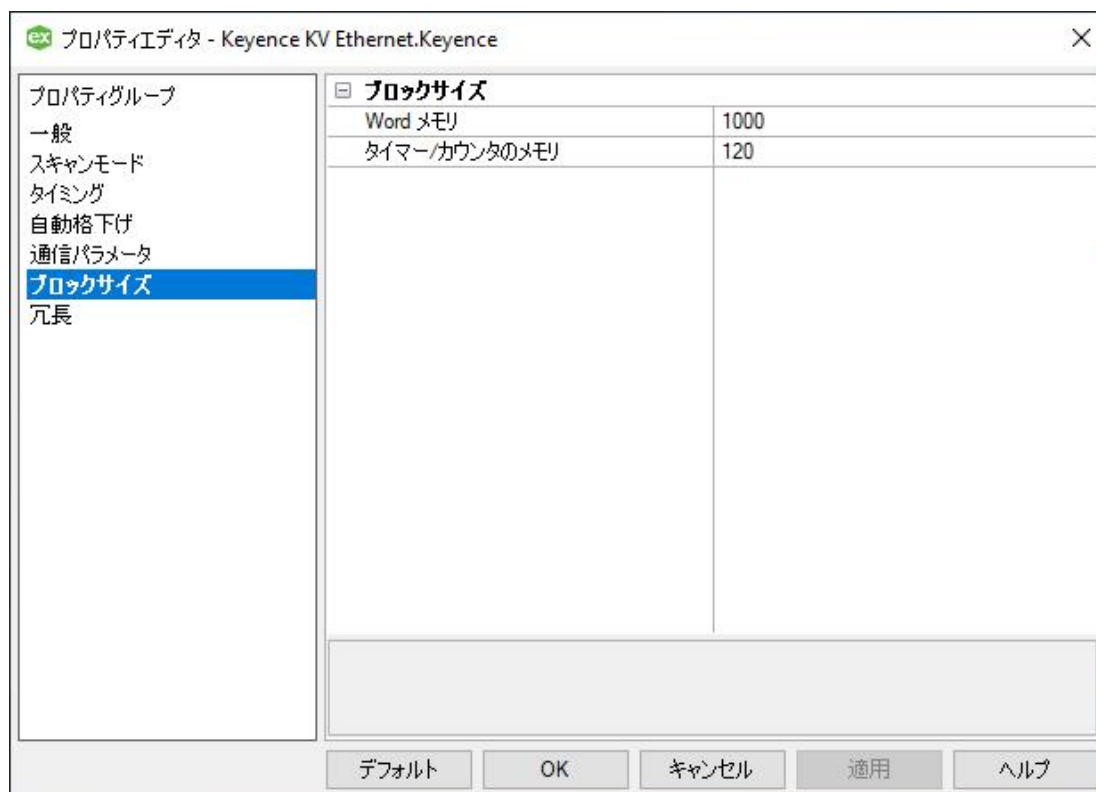 ex プロパティエディタ - Keyence KV Ethernet.Keyence
プロパティグループ
一般
スキャンモード
タイミング
自動格下げ
通信パラメータ
ブロックサイズ
冗長
ブロックサイズ
Word メモリ 1000
タイマー/カウンタのメモリ 120
デフォルト OK キャンセル 適用 ヘルプ